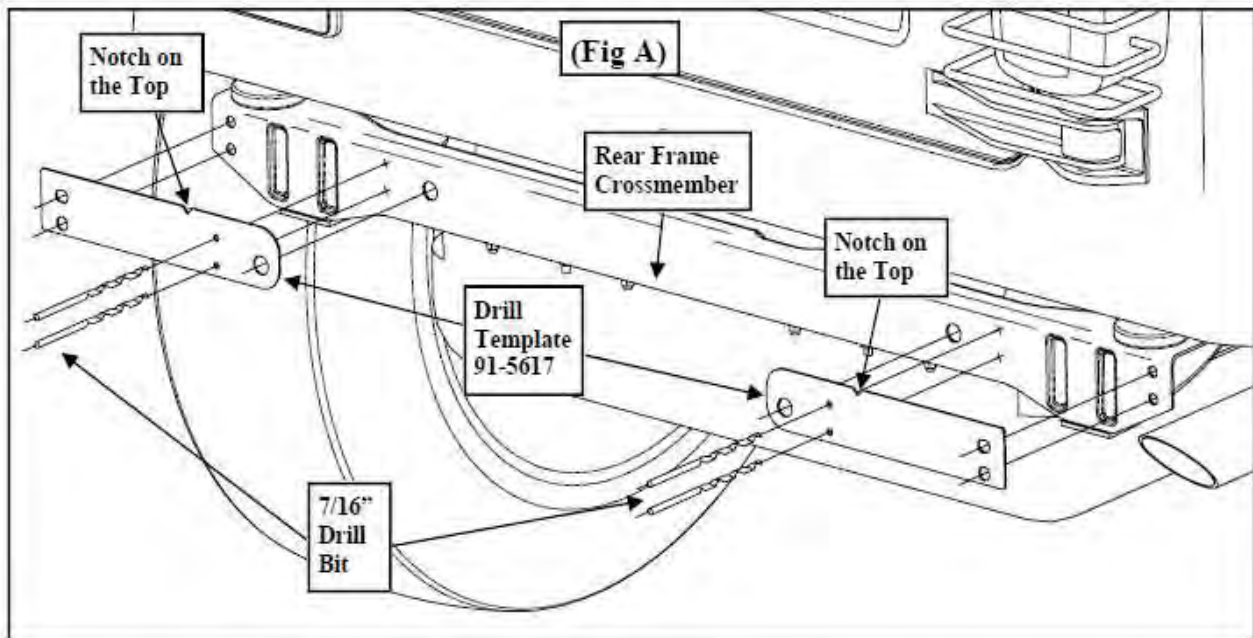 (Fig A)
Notch on
the Top
Rear Frame
Crossmember
Notch on
the Top
Drill
Template
91-5617
7/16”
Drill
Bit